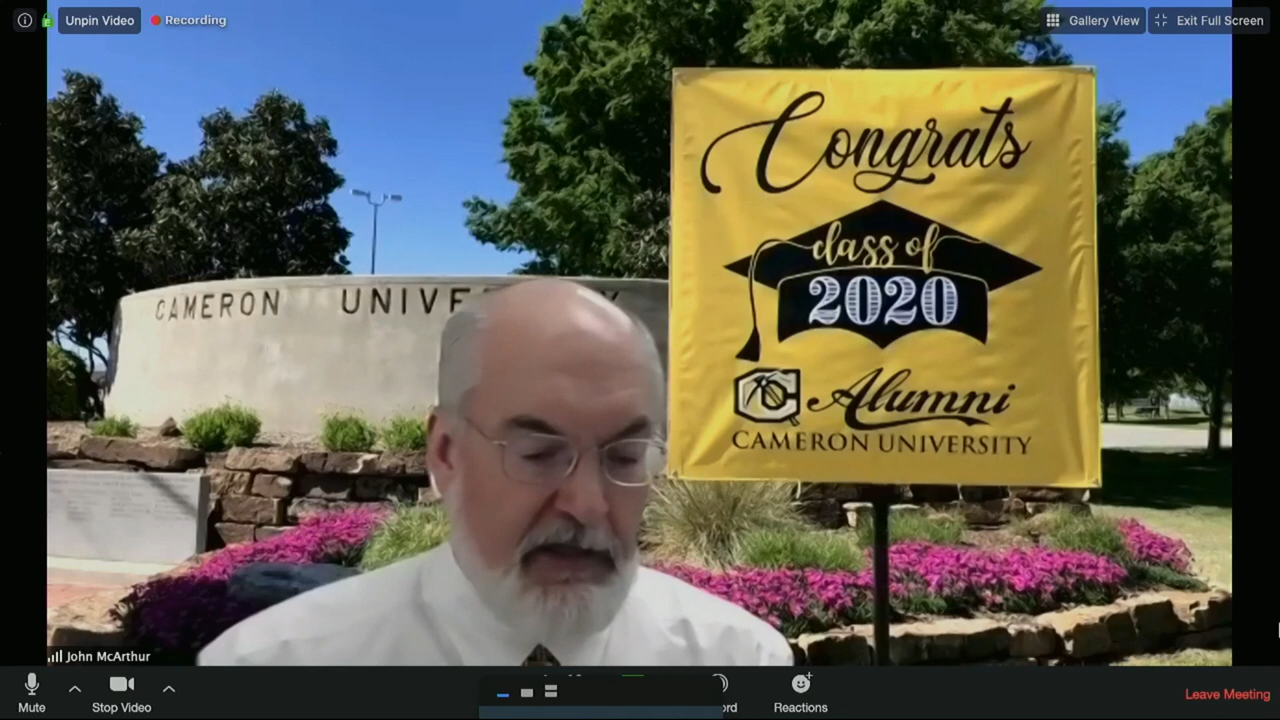 Unpin Video
Recording
Gallery View
Exit Full Screen
Congrats
class of
2020
CAMERON UNIVE
Y
Alumni
CAMERON UNIVERSITY
John McArthur
Mute
Stop Video
Reactions
Leave Meeting